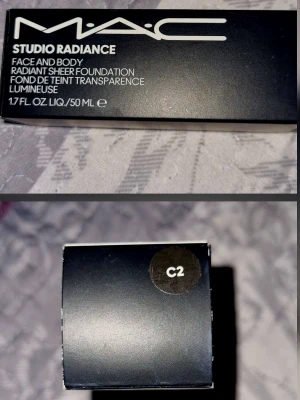 M·A·C
STUDIO RADIANCE
FACE AND BODY
RADIANT SHEER FOUNDATION
FOND DE TEINT TRANSPARENCE
LUMINEUSE
1.7 FL. OZ. LIQ./50 ML ℮
C2